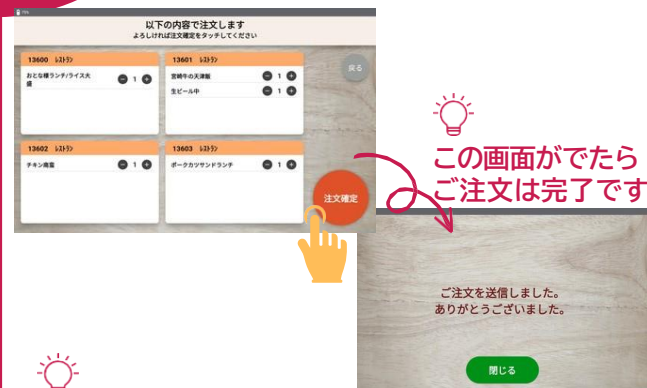 以下の内容で注文します
よろしければ注文確定をタッチしてください
13600 ﾚｽﾄﾗﾝ
おとな様ランチ/ライス大
盛
1
13601 ﾚｽﾄﾗﾝ
宮崎牛の天津飯
1
生ビール中
1
戻る
13602 ﾚｽﾄﾗﾝ
チキン南蛮
1
13603 ﾚｽﾄﾗﾝ
ポークカツサンドランチ
1
注文確定
この画面がでたら
ご注文は完了です
ご注文を送信しました。
ありがとうございました。
閉じる